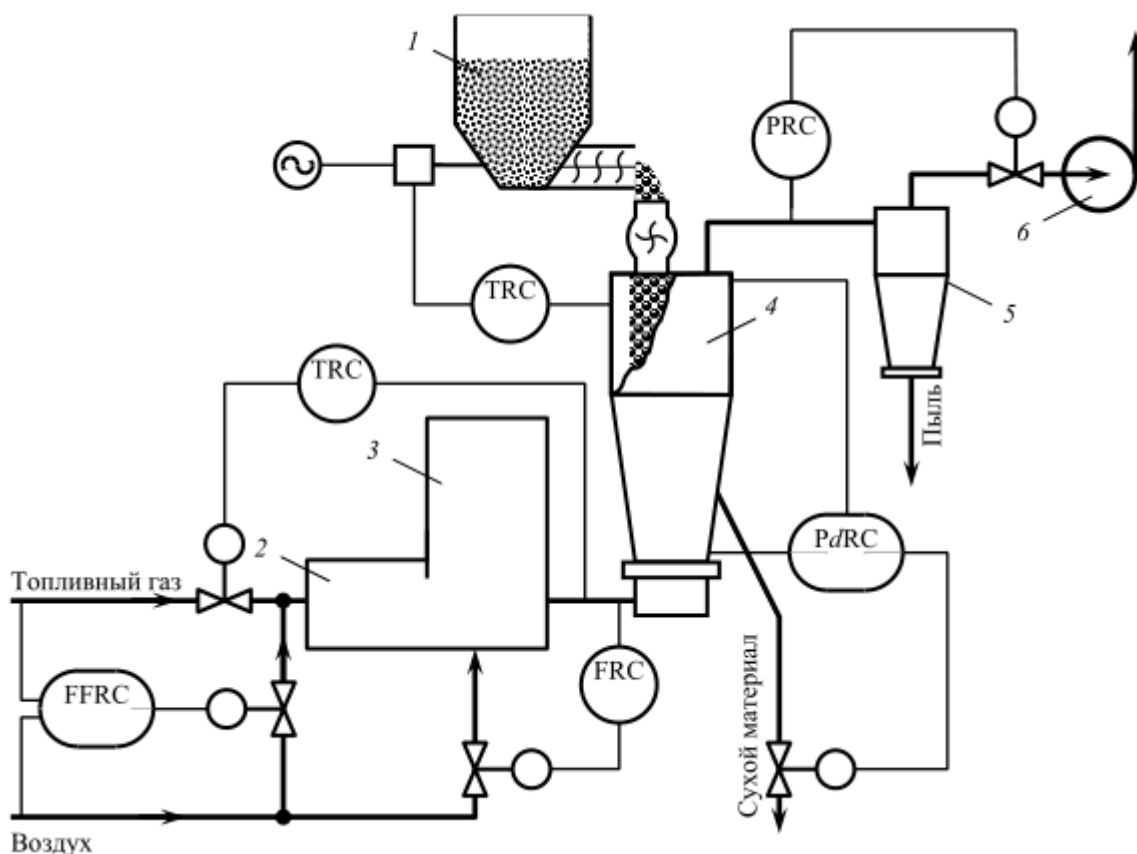 1
PRC
6
TRC
4
5
TRC
3
Пыль
2
PdRC
Топливный газ
FFRC
FRC
Сухой материал
Воздух